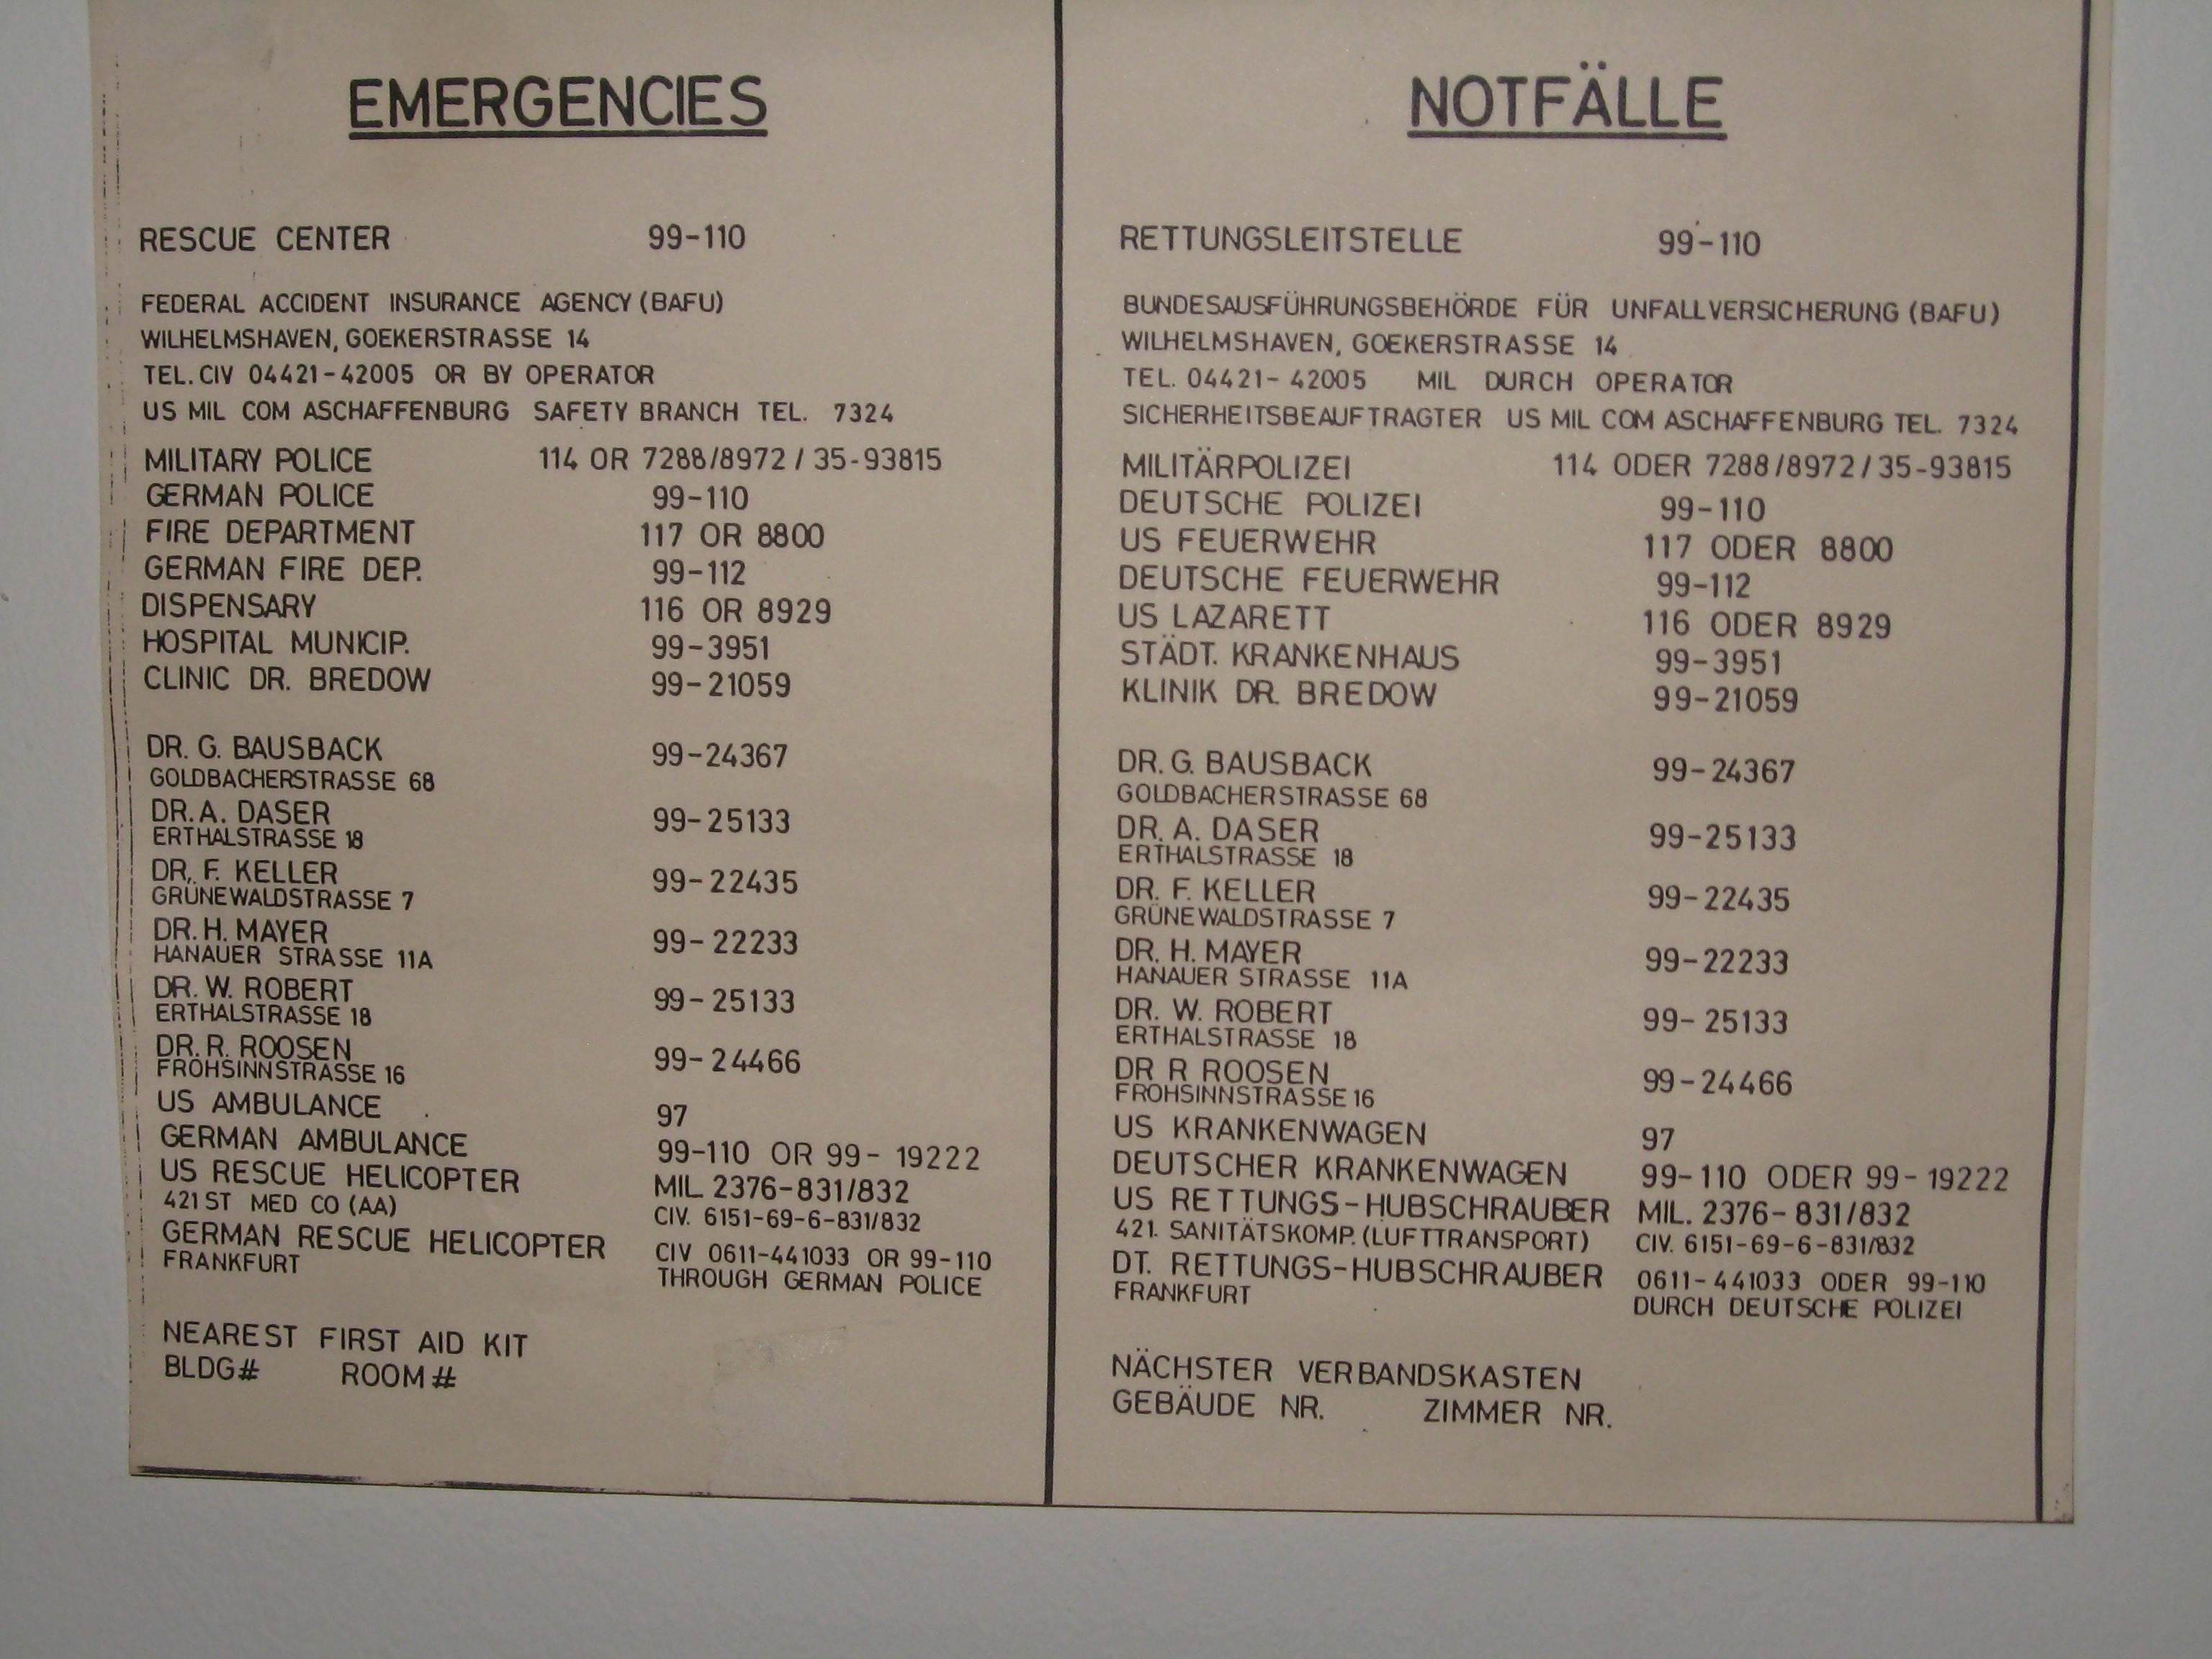 EMERGENCIES
RESCUE CENTER 99-110
FEDERAL ACCIDENT INSURANCE AGENCY (BAFU)
WILHELMSHAVEN, GOEKERSTRASSE 14
TEL. CIV 04421-42005 OR BY OPERATOR
US MIL COM ASCHAFFENBURG SAFETY BRANCH TEL. 7324
MILITARY POLICE 114 OR 7288/8972 / 35-93815
GERMAN POLICE 99-110
FIRE DEPARTMENT 117 OR 8800
GERMAN FIRE DEP. 99-112
DISPENSARY 116 OR 8929
HOSPITAL MUNICIP. 99-3951
CLINIC DR. BREDOW 99-21059
DR. G. BAUSBACK 99-24367
GOLDBACHERSTRASSE 68
DR. A. DASER 99-25133
ERTHALSTRASSE 18
DR. F. KELLER 99-22435
GRÜNEWALDSTRASSE 7
DR. H. MAYER 99-22233
HANAUER STRASSE 11A
DR. W. ROBERT 99-25133
ERTHALSTRASSE 18
DR. R. ROOSEN 99-24466
FROHSINNSTRASSE 16
US AMBULANCE 97
GERMAN AMBULANCE 99-110 OR 99-19222
US RESCUE HELICOPTER MIL 2376-831/832
421ST MED CO (AA) CIV. 6151-69-6-831/832
GERMAN RESCUE HELICOPTER CIV 0611-441033 OR 99-110
FRANKFURT THROUGH GERMAN POLICE
NEAREST FIRST AID KIT
BLDG# ROOM#
NOTFÄLLE
RETTUNGSLEITSTELLE 99-110
BUNDESAUSFÜHRUNGSBEHÖRDE FÜR UNFALLVERSICHERUNG (BAFU)
WILHELMSHAVEN, GOEKERSTRASSE 14
TEL. 04421-42005 MIL DURCH OPERATOR
SICHERHEITSBEAUFTRAGTER US MIL COM ASCHAFFENBURG TEL. 7324
MILITÄRPOLIZEI 114 ODER 7288/8972/35-93815
DEUTSCHE POLIZEI 99-110
US FEUERWEHR 117 ODER 8800
DEUTSCHE FEUERWEHR 99-112
US LAZARETT 116 ODER 8929
STÄDT. KRANKENHAUS 99-3951
KLINIK DR. BREDOW 99-21059
DR. G. BAUSBACK 99-24367
GOLDBACHERSTRASSE 68
DR. A. DASER 99-25133
ERTHALSTRASSE 18
DR. F. KELLER 99-22435
GRÜNEWALDSTRASSE 7
DR. H. MAYER 99-22233
HANAUER STRASSE 11A
DR. W. ROBERT 99-25133
ERTHALSTRASSE 18
DR R ROOSEN 99-24466
FROHSINNSTRASSE 16
US KRANKENWAGEN 97
DEUTSCHER KRANKENWAGEN 99-110 ODER 99-19222
US RETTUNGS-HUBSCHRAUBER MIL. 2376-831/832
421. SANITÄTSKOMP. (LUFTTRANSPORT) CIV. 6151-69-6-831/832
DT. RETTUNGS-HUBSCHRAUBER 0611-441033 ODER 99-110
FRANKFURT DURCH DEUTSCHE POLIZEI
NÄCHSTER VERBANDSKASTEN
GEBÄUDE NR. ZIMMER NR.